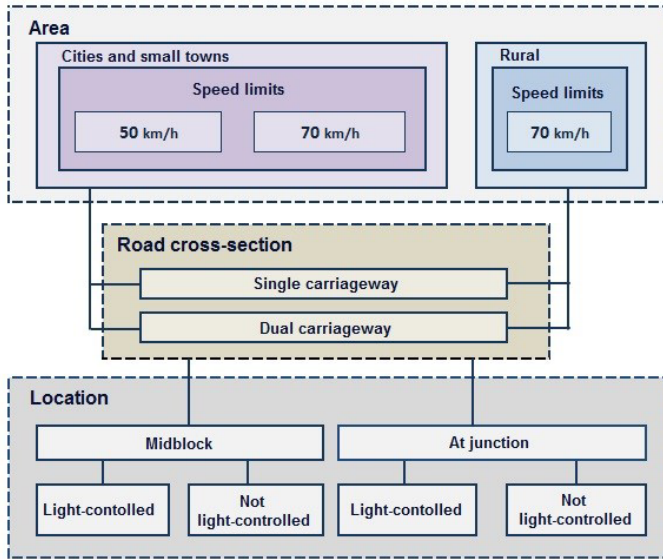 Area
Cities and small towns
Speed limits
50 km/h
70 km/h
Rural
Speed limits
70 km/h
Road cross-section
Single carriageway
Dual carriageway
Location
Midblock
At junction
Light-contolled
Not
light-controlled
Light-contolled
Not
light-controlled